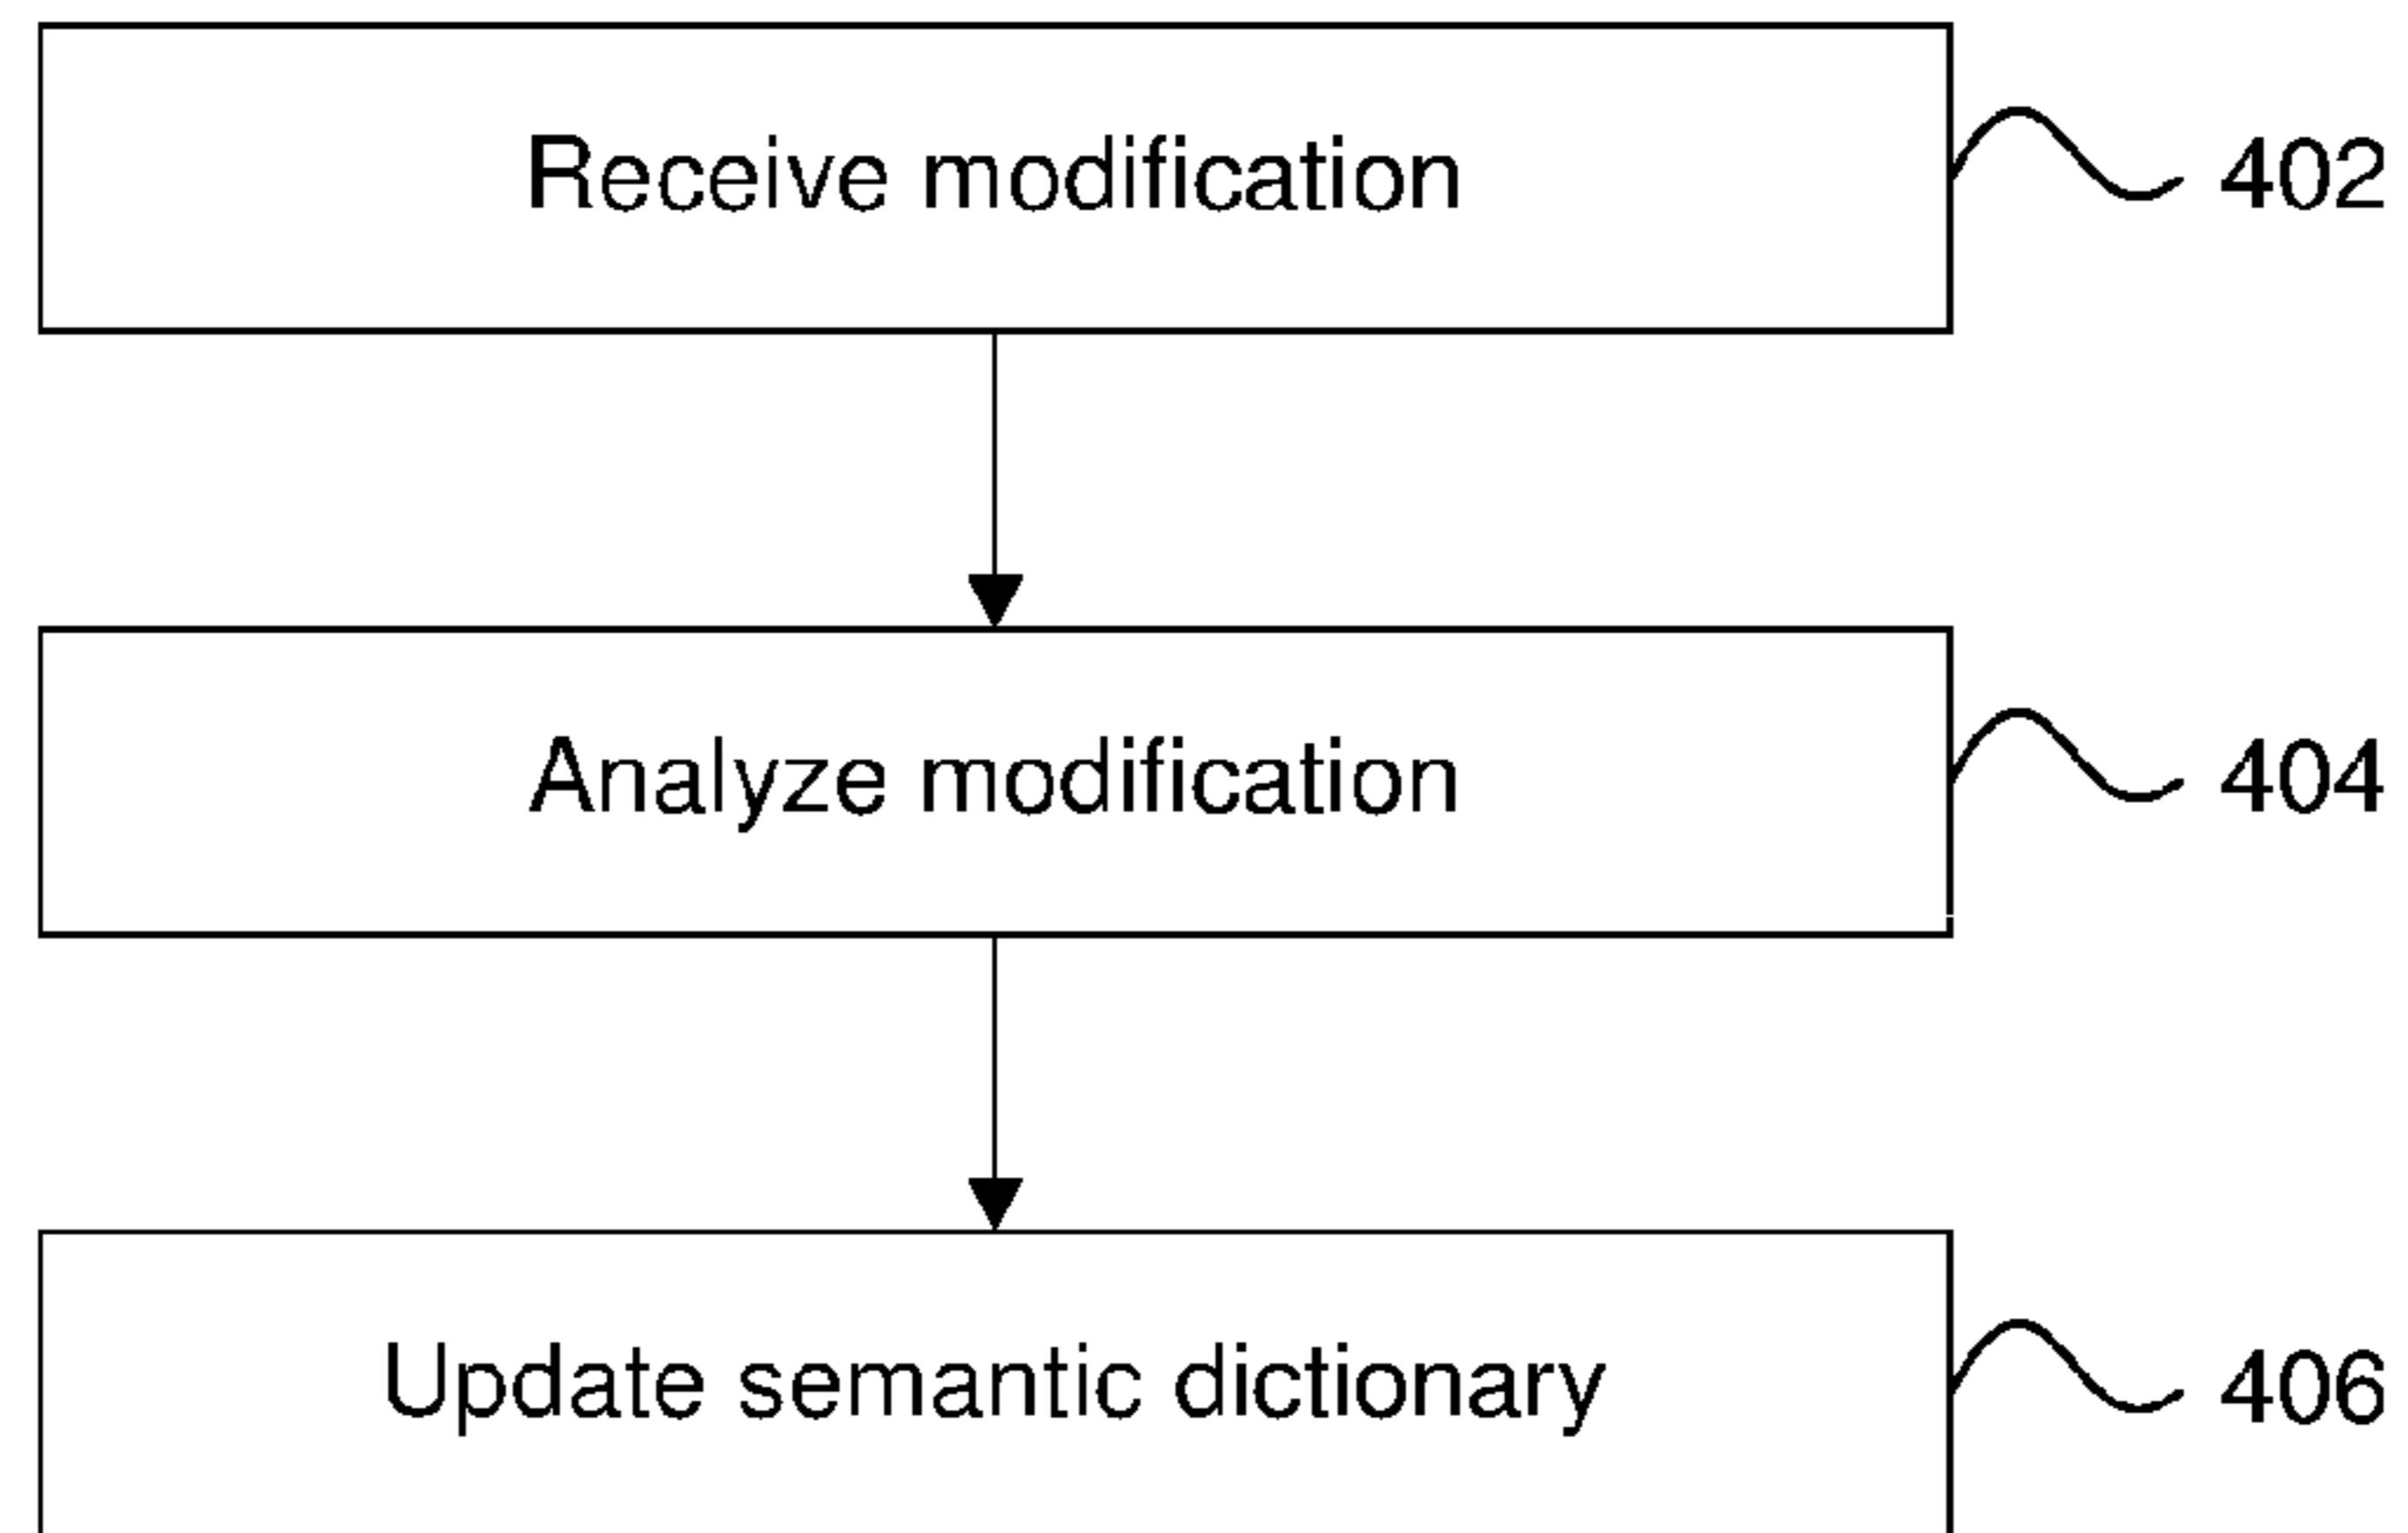 Receive modification
402
Analyze modification
404
Update semantic dictionary
406